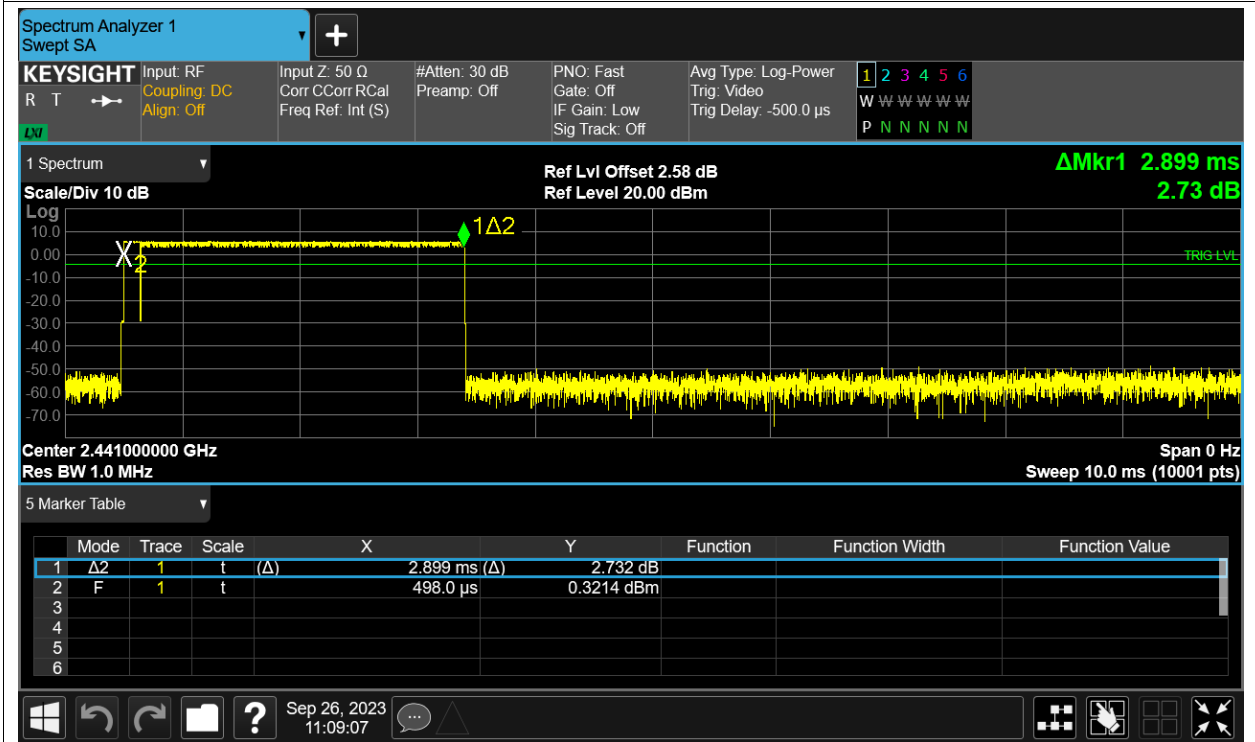 Spectrum Analyzer 1
Swept SA
KEYSIGHT Input: RF Input Z: 50 Ω #Atten: 30 dB PNO: Fast Avg Type: Log-Power 1 2 3 4 5 6
R T Coupling: DC Corr CCorr RCal Preamp: Off Gate: Off Trig: Video W W W W W W
Align: Off Freq Ref: Int (S) IF Gain: Low Trig Delay: -500.0 µs
LXI Sig Track: Off P N N N N N
1 Spectrum Ref Lvl Offset 2.58 dB ΔMkr1 2.899 ms
Scale/Div 10 dB Ref Level 20.00 dBm 2.73 dB
Log
10.0 1Δ2
0.00 X2 TRIG LVL
-10.0
-20.0
-30.0
-40.0
-50.0
-60.0
-70.0
Center 2.441000000 GHz Span 0 Hz
Res BW 1.0 MHz Sweep 10.0 ms (10001 pts)
5 Marker Table
Mode Trace Scale X Y Function Function Width Function Value
1 Δ2 1 t (Δ) 2.899 ms (Δ) 2.732 dB
2 F 1 t 498.0 µs 0.3214 dBm
3
4
5
6
? Sep 26, 2023
11:09:07